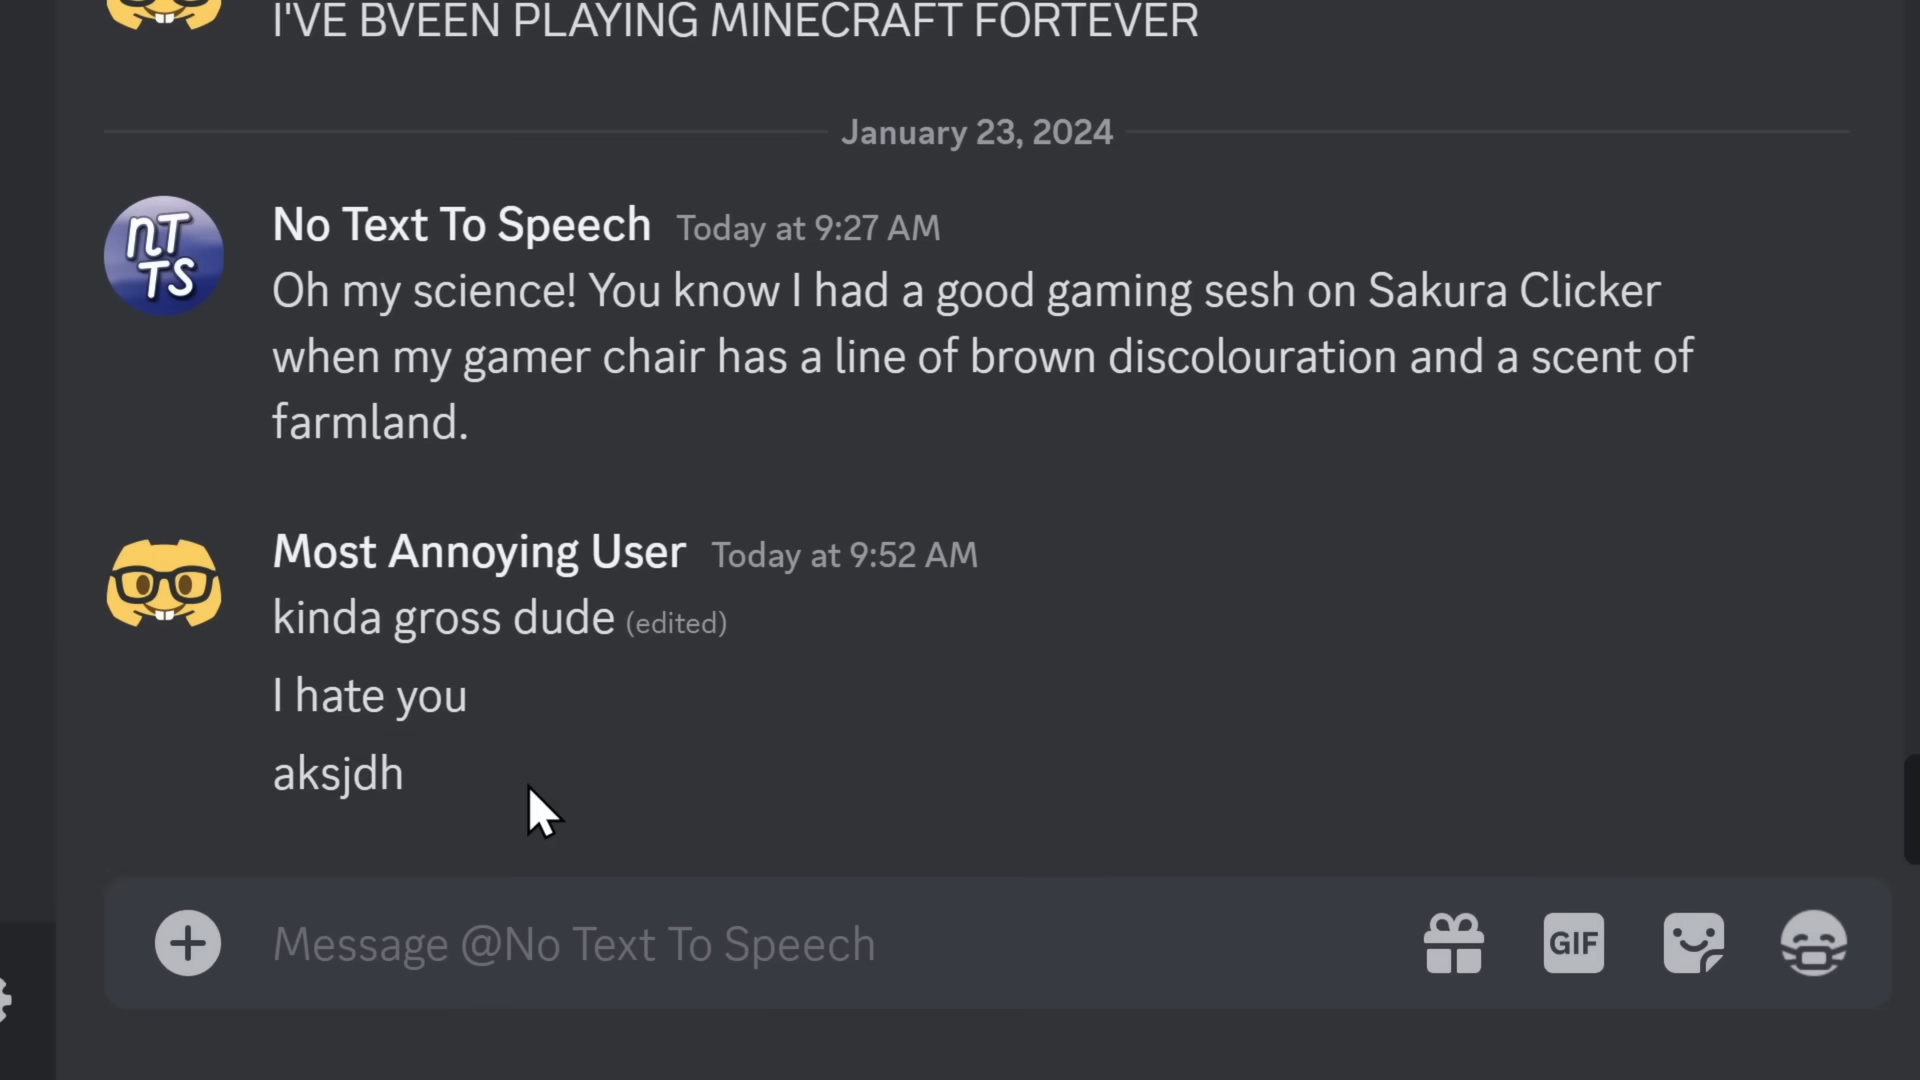 I'VE BVEEN PLAYING MINECRAFT FORTEVER
January 23, 2024
nT
TS
No Text To Speech Today at 9:27 AM
Oh my science! You know I had a good gaming sesh on Sakura Clicker
when my gamer chair has a line of brown discolouration and a scent of
farmland.
Most Annoying User Today at 9:52 AM
kinda gross dude (edited)
I hate you
aksjdh
Message @No Text To Speech
GIF